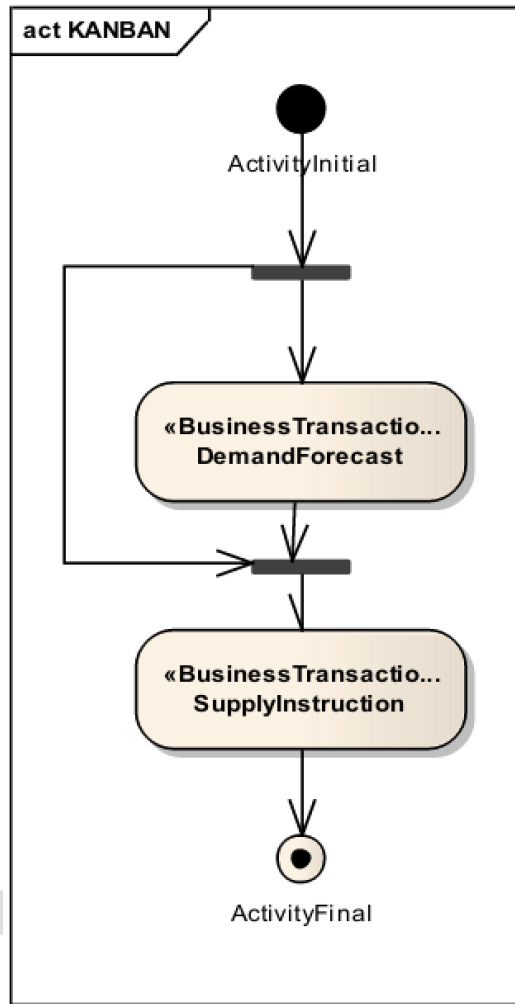 act KANBAN
ActivityInitial
«BusinessTransactio...
DemandForecast
«BusinessTransactio...
SupplyInstruction
ActivityFinal